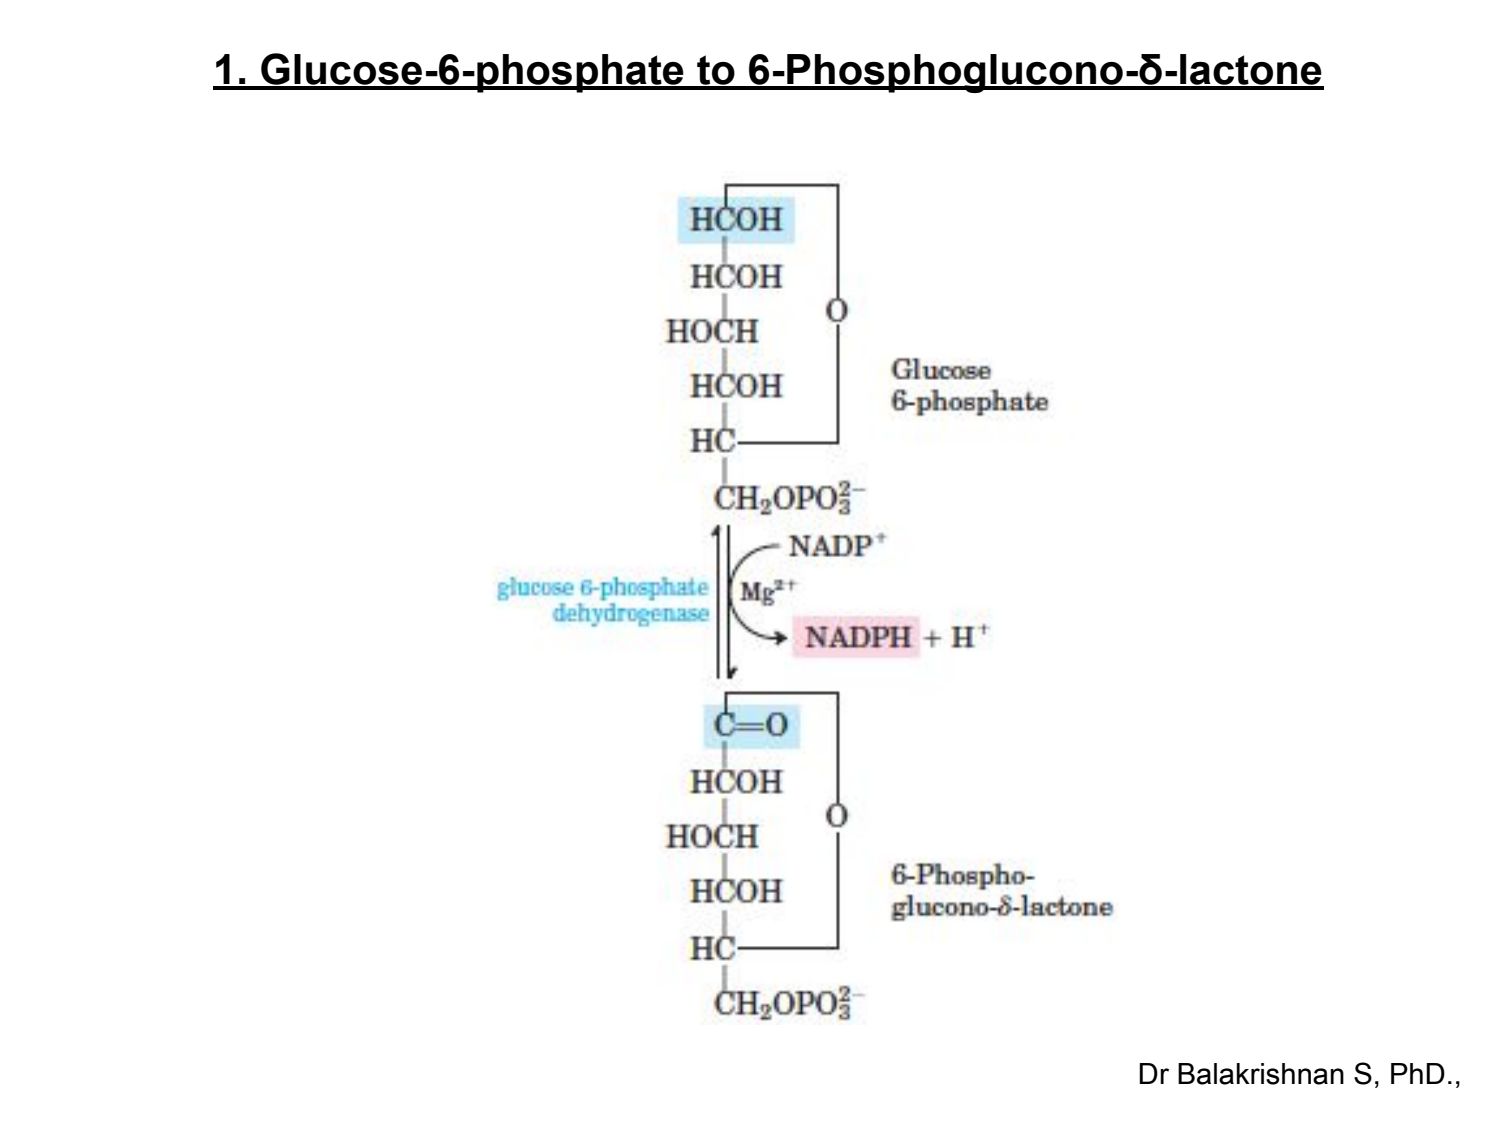 1. Glucose-6-phosphate to 6-Phosphoglucono-δ-lactone
HCOH
HCOH
O
HOCH
Glucose
6-phosphate
HCOH
HC
CH₂OPO₃²⁻
NADP⁺
glucose 6-phosphate
dehydrogenase
Mg²⁺
NADPH + H⁺
C=O
HCOH
O
HOCH
6-Phospho-
glucono-δ-lactone
HCOH
HC
CH₂OPO₃²⁻
Dr Balakrishnan S, PhD.,